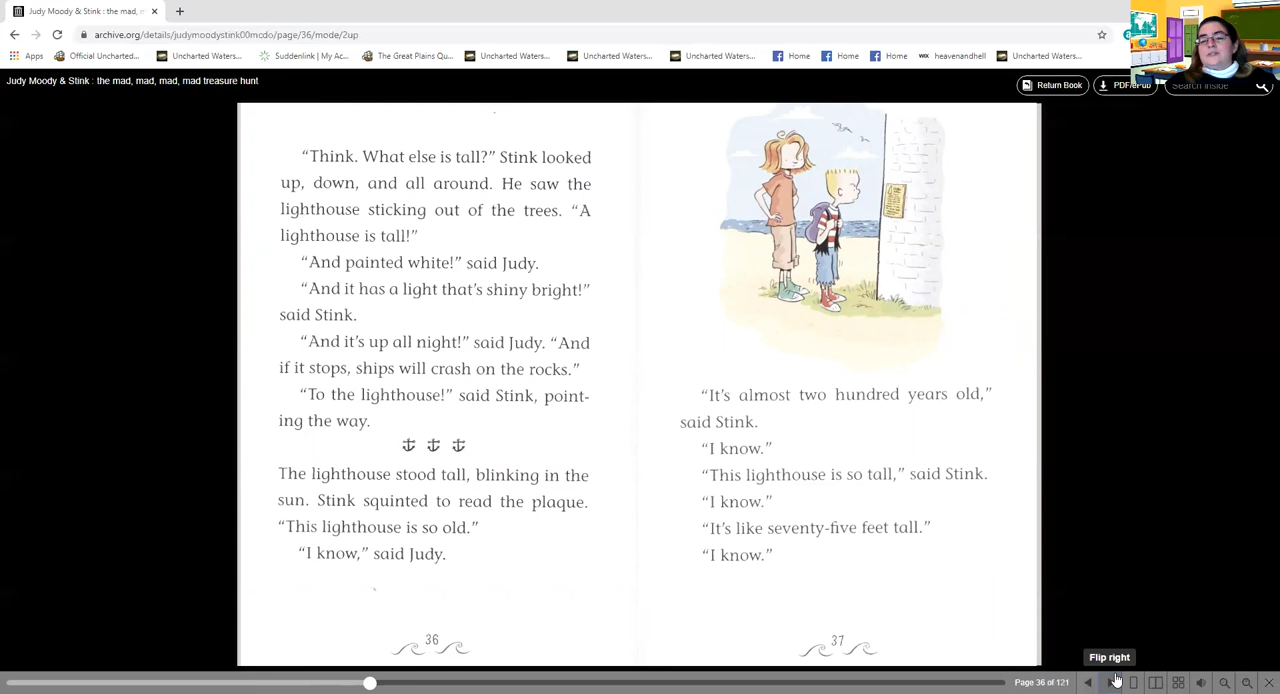 Judy Moody & Stink : the mad, m
archive.org/details/judymoodystink00mcdo/page/36/mode/2up
Apps
Official Uncharted...
Uncharted Waters...
Suddenlink | My Ac...
The Great Plains Qu...
Uncharted Waters...
Uncharted Waters...
Uncharted Waters...
Home
Home
Home
WiX heavenandhell
Uncharted Waters...
Judy Moody & Stink : the mad, mad, mad, mad treasure hunt
Return Book
PDF/ePub
Search inside
“Think. What else is tall?” Stink looked
up, down, and all around. He saw the
lighthouse sticking out of the trees. “A
lighthouse is tall!”
“And painted white!” said Judy.
“And it has a light that’s shiny bright!”
said Stink.
“And it’s up all night!” said Judy. “And
if it stops, ships will crash on the rocks.”
“To the lighthouse!” said Stink, point-
ing the way.
The lighthouse stood tall, blinking in the
sun. Stink squinted to read the plaque.
“This lighthouse is so old.”
“I know,” said Judy.
36
“It’s almost two hundred years old,”
said Stink.
“I know.”
“This lighthouse is so tall,” said Stink.
“I know.”
“It’s like seventy-five feet tall.”
“I know.”
37
Flip right
Page 36 of 121